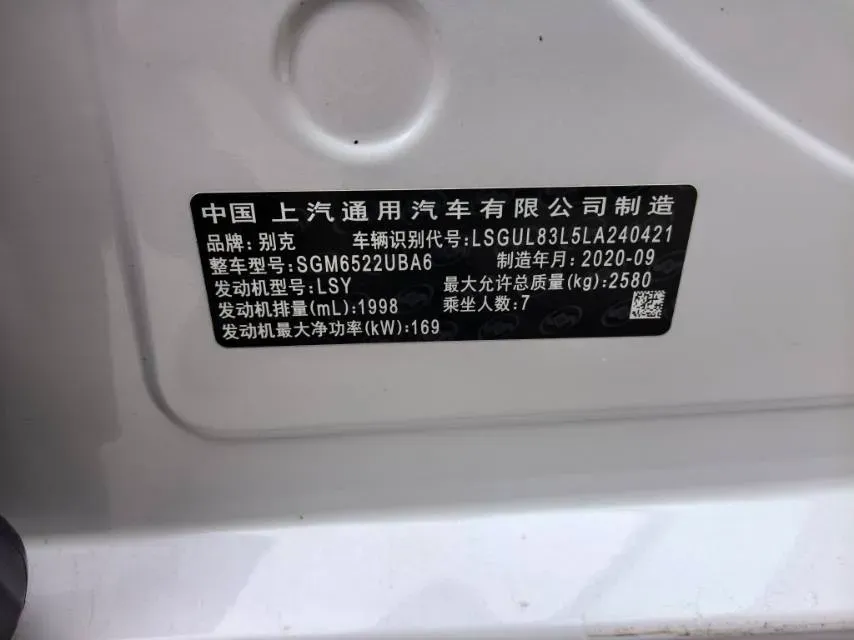 中国 上汽通用汽车有限公司制造
品牌:别克 车辆识别代号:LSGUL83L5LA240421
整车型号:SGM6522UBA6 制造年月:2020-09
发动机型号:LSY 最大允许总质量(kg):2580
发动机排量(mL):1998 乘坐人数:7
发动机最大净功率(kW):169